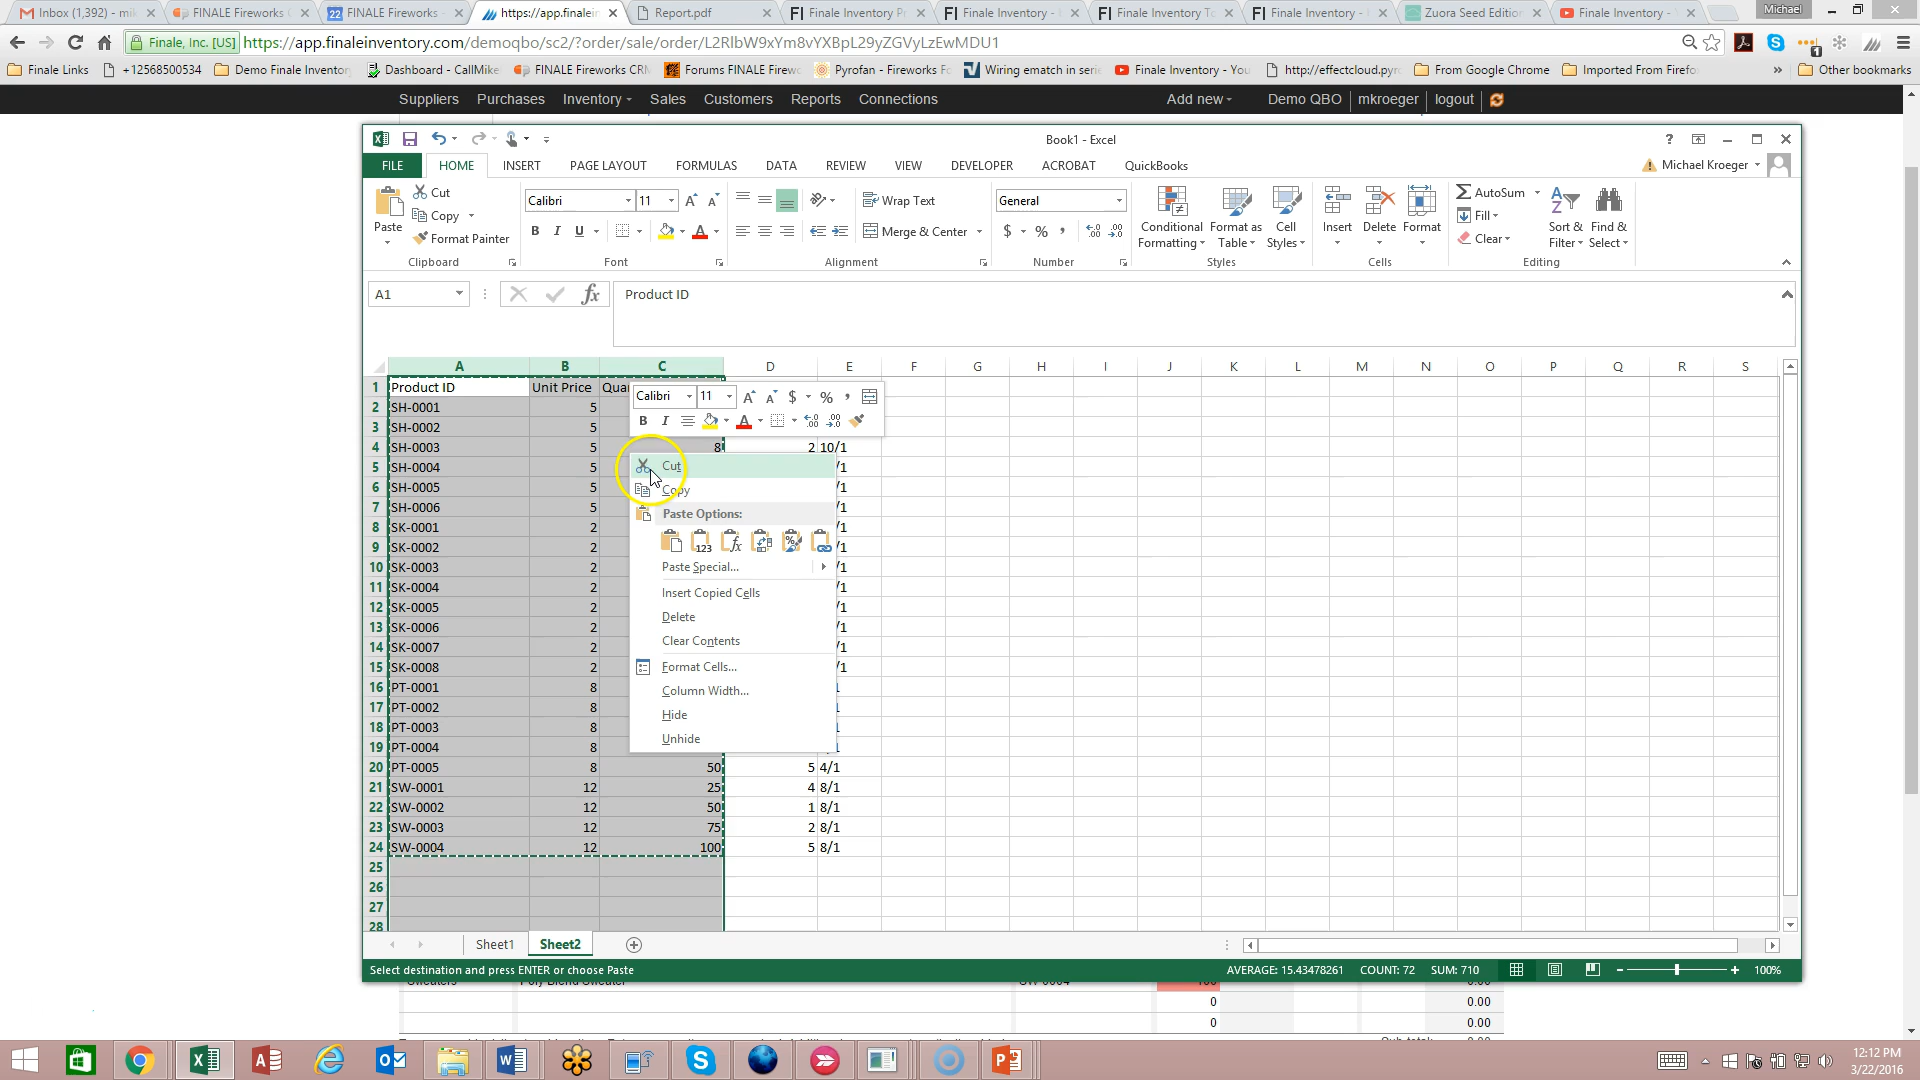 Inbox (1,392) - mik
FINALE Fireworks
22 FINALE Fireworks -
https://app.finalein
Report.pdf
Finale Inventory P
Finale Inventory -
Finale Inventory To
Finale Inventory -
Zuora Seed Edition
Finale Inventory -
Michael
Finale, Inc. [US] https://app.finaleinventory.com/demoqbo/sc2/?order/sale/order/L2RlbW9xYm8vYXBpL29yZGVyLzEwMDU1
Finale Links
+12568500534
Demo Finale Inventor
Dashboard - CallMike
FINALE Fireworks CRM
Forums FINALE Firew
Pyrofan - Fireworks Fo
Wiring ematch in serie
Finale Inventory - You
http://effectcloud.pyro
From Google Chrome
Imported From Firefo
» Other bookmarks
Suppliers Purchases Inventory Sales Customers Reports Connections Add new Demo QBO mkroeger logout
Book1 - Excel
FILE HOME INSERT PAGE LAYOUT FORMULAS DATA REVIEW VIEW DEVELOPER ACROBAT QuickBooks Michael Kroeger
Paste
Cut
Copy
Format Painter
Calibri 11
B I U
Wrap Text
Merge & Center
General
$ % ,
Conditional Formatting
Format as Table
Cell Styles
Insert Delete Format
AutoSum
Fill
Clear
Sort & Filter
Find & Select
Clipboard Font Alignment Number Styles Cells Editing
A1 fx Product ID
A B C D E F G H I J K L M N O P Q R S
1 Product ID Unit Price Qua
2 SH-0001 5
3 SH-0002 5
4 SH-0003 5 8 2 10/1
5 SH-0004 5 /1
6 SH-0005 5 /1
7 SH-0006 5 /1
8 SK-0001 2 /1
9 SK-0002 2 /1
10 SK-0003 2 /1
11 SK-0004 2 /1
12 SK-0005 2 /1
13 SK-0006 2 /1
14 SK-0007 2 /1
15 SK-0008 2 /1
16 PT-0001 8
17 PT-0002 8
18 PT-0003 8
19 PT-0004 8
20 PT-0005 8 50 5 4/1
21 SW-0001 12 25 4 8/1
22 SW-0002 12 50 1 8/1
23 SW-0003 12 75 2 8/1
24 SW-0004 12 100 5 8/1
25
26
27
28
Calibri 11 $ % ,
B I
Cut
Copy
Paste Options:
Paste Special...
Insert Copied Cells
Delete
Clear Contents
Format Cells...
Column Width...
Hide
Unhide
Sheet1 Sheet2
Select destination and press ENTER or choose Paste AVERAGE: 15.43478261 COUNT: 72 SUM: 710 100%
Sweaters Poly Blend Sweater SW-0004 100 0.00
0 0.00
0 0.00
12:12 PM
3/22/2016